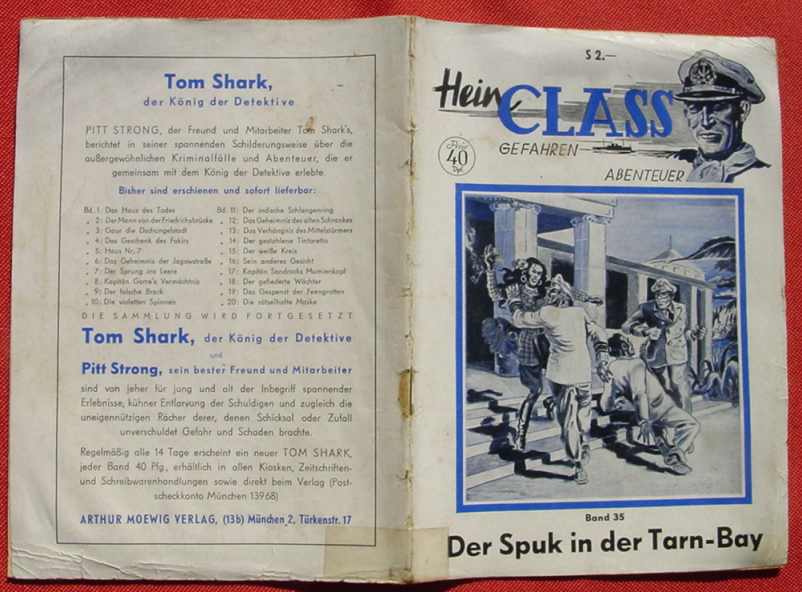 Tom Shark,
der König der Detektive
PITT STRONG, der Freund und Mitarbeiter Tom Shark's,
berichtet in seiner spannenden Schilderungsweise über die
außergewöhnlichen Kriminalfälle und Abenteuer, die er
gemeinsam mit dem König der Detektive erlebte.
Bisher sind erschienen und sofort lieferbar:
Bd. 1: Das Haus des Todes
„ 2: Der Mann von der Friedrichsbrücke
„ 3: Gaur die Dschungelstadt
„ 4: Das Geschenk des Fakirs
„ 5: Haus Nr. 7
„ 6: Das Geheimnis der Jagowstraße
„ 7: Der Sprung ins Leere
„ 8: Kapitän Game's Vermächtnis
„ 9: Der falsche Brack
„ 10: Die violetten Spinnen
Bd. 11: Der indische Schlangenring
„ 12: Das Geheimnis des alten Schrankes
„ 13: Das Verhängnis des Mittelstürmers
„ 14: Der gestohlene Tintoretto
„ 15: Der weiße Kreis
„ 16: Sein anderes Gesicht
„ 17: Kapitän Sandrocks Mumienkopf
„ 18: Der gefiederte Wächter
„ 19: Das Gespenst der Feengrotten
„ 20: Die rätselhafte Maske
DIE SAMMLUNG WIRD FORTGESETZT
Tom Shark, der König der Detektive
und
Pitt Strong, sein bester Freund und Mitarbeiter
sind von jeher für jung und alt der Inbegriff spannender
Erlebnisse, kühner Entlarvung der Schuldigen und zugleich die
uneigennützigen Rächer derer, denen Schicksal oder Zufall
unverschuldet Gefahr und Schaden brachte.
Regelmäßig alle 14 Tage erscheint ein neuer TOM SHARK,
jeder Band 40 Pfg., erhältlich in allen Kiosken, Zeitschriften-
und Schreibwarenhandlungen sowie direkt beim Verlag (Post-
scheckkonto München 13968)
ARTHUR MOEWIG VERLAG, (13b) München 2, Türkenstr. 17
S 2.—
Hein CLASS
GEFAHREN
ABENTEUER
Preis
40
Dpf.
Band 35
Der Spuk in der Tarn-Bay